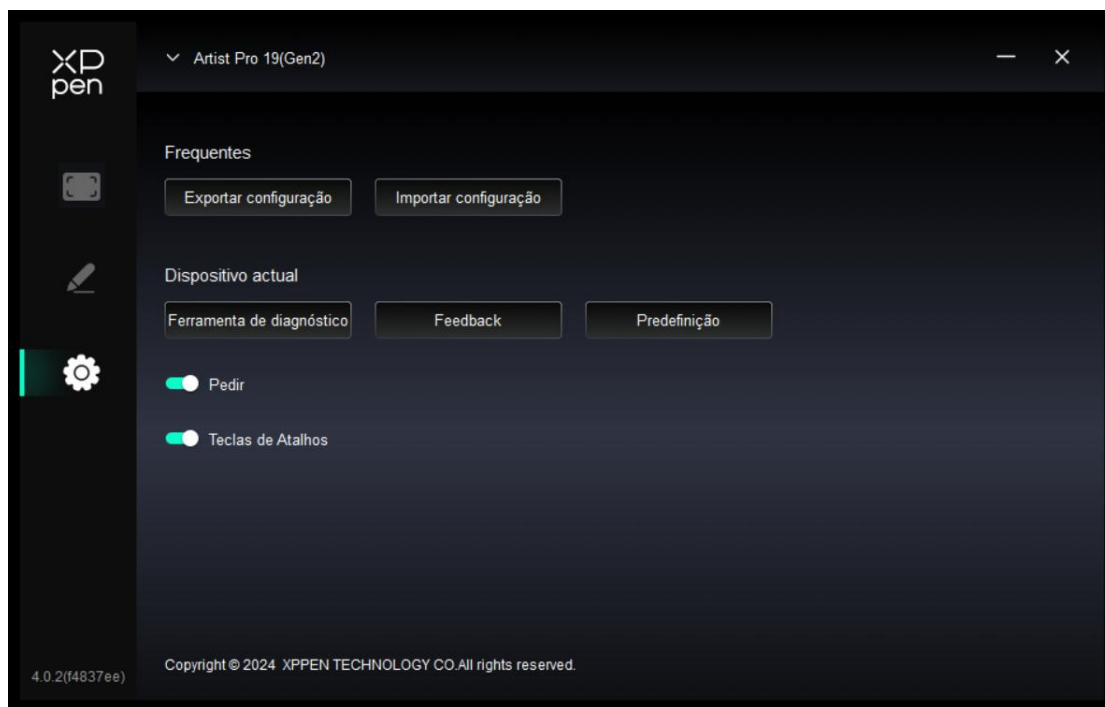 XP
pen
Artist Pro 19(Gen2)
Frequentes
Exportar configuração Importar configuração
Dispositivo actual
Ferramenta de diagnóstico Feedback Predefinição
Pedir
Teclas de Atalhos
Copyright © 2024 XPPEN TECHNOLOGY CO.All rights reserved.
4.0.2(f4837ee)